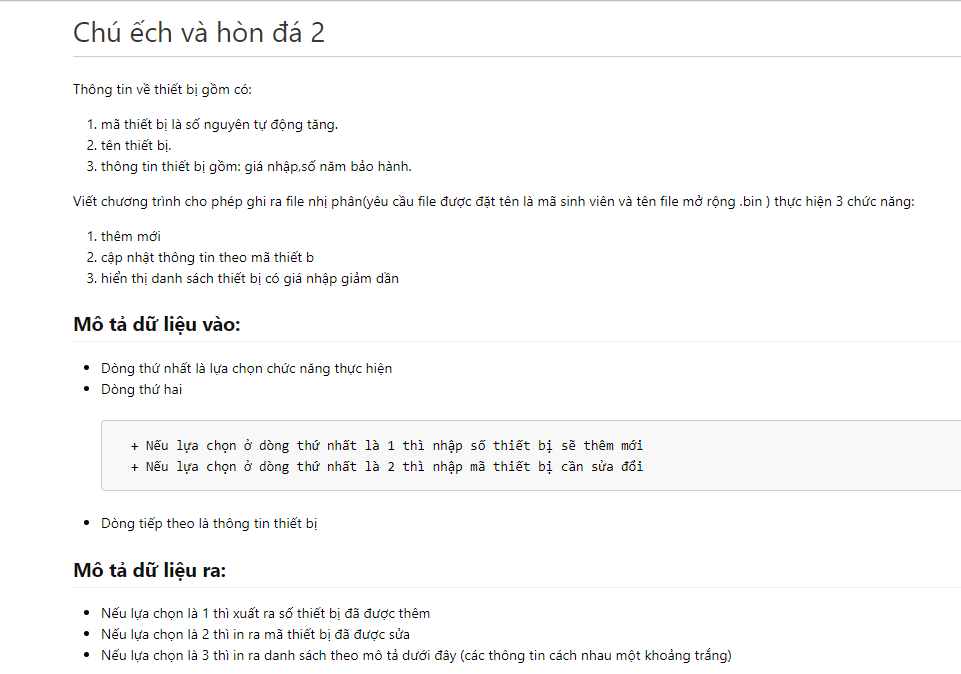 Chú ếch và hòn đá 2
Thông tin về thiết bị gồm có:
1. mã thiết bị là số nguyên tự động tăng.
2. tên thiết bị.
3. thông tin thiết bị gồm: giá nhập,số năm bảo hành.
Viết chương trình cho phép ghi ra file nhị phân(yêu cầu file được đặt tên là mã sinh viên và tên file mở rộng .bin ) thực hiện 3 chức năng:
1. thêm mới
2. cập nhật thông tin theo mã thiết b
3. hiển thị danh sách thiết bị có giá nhập giảm dần
Mô tả dữ liệu vào:
• Dòng thứ nhất là lựa chọn chức năng thực hiện
• Dòng thứ hai
+ Nếu lựa chọn ở dòng thứ nhất là 1 thì nhập số thiết bị sẽ thêm mới
+ Nếu lựa chọn ở dòng thứ nhất là 2 thì nhập mã thiết bị cần sửa đổi
• Dòng tiếp theo là thông tin thiết bị
Mô tả dữ liệu ra:
• Nếu lựa chọn là 1 thì xuất ra số thiết bị đã được thêm
• Nếu lựa chọn là 2 thì in ra mã thiết bị đã được sửa
• Nếu lựa chọn là 3 thì in ra danh sách theo mô tả dưới đây (các thông tin cách nhau một khoảng trắng)